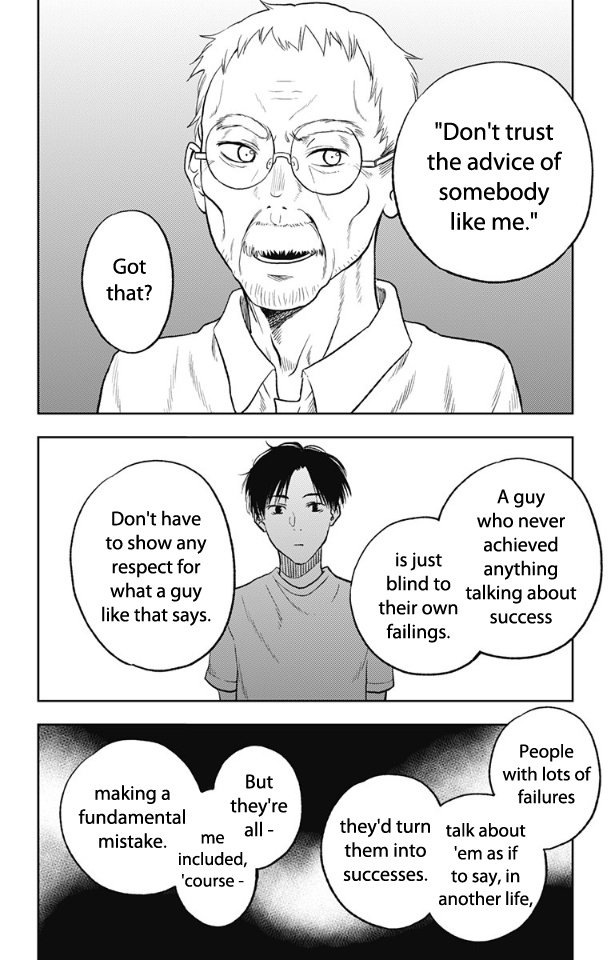 "Don't trust
the advice of
somebody
like me."
Got
that?
A guy
who never
achieved
anything
talking about
success
is just
blind to
their own
failings.
Don't have
to show any
respect for
what a guy
like that says.
People
with lots of
failures
talk about
'em as if
to say, in
another life,
they'd turn
them into
successes.
But
they're
all -
me
included,
'course -
making a
fundamental
mistake.